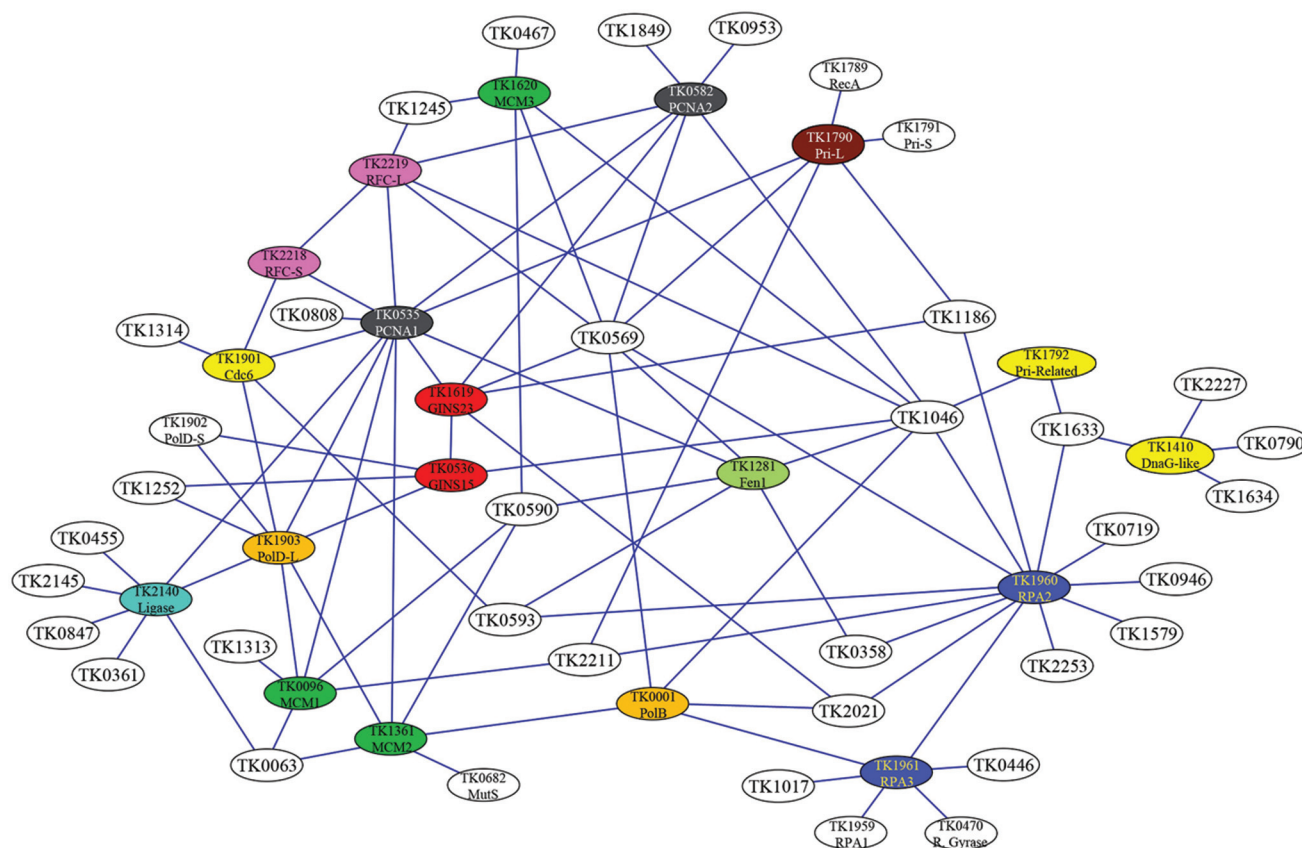 TK0467
TK1849
TK0953
TK1620
MCM3
TK0582
PCNA2
TK1789
RecA
TK1245
TK1790
Pri-L
TK1791
Pri-S
TK2219
RFC-L
TK2218
RFC-S
TK0808
TK0535
PCNA1
TK1314
TK0569
TK1186
TK1901
Cdc6
TK1792
Pri-Related
TK1619
GINS23
TK2227
TK1902
PolD-S
TK1046
TK1633
TK0790
TK1410
DnaG-like
TK0536
GINS15
TK1281
Fen1
TK1252
TK1634
TK0590
TK0455
TK1903
PolD-L
TK0719
TK2145
TK2140
Ligase
TK1960
RPA2
TK0946
TK0847
TK0593
TK1579
TK0361
TK1313
TK2211
TK0358
TK2253
TK0096
MCM1
TK0001
PolB
TK2021
TK1361
MCM2
TK0063
TK0682
MutS
TK1017
TK1961
RPA3
TK0446
TK1959
RPA1
TK0470
R_Gyrase